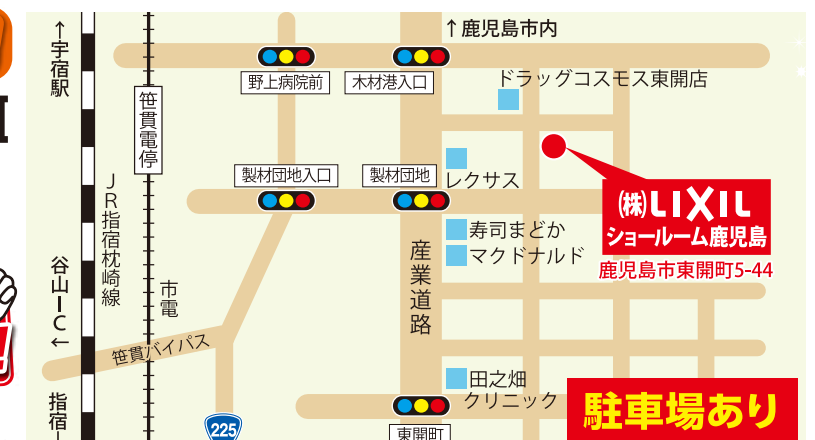 ↑鹿児島市内
↑宇宿駅
野上病院前
木材港入口
ドラッグコスモス東開店
笹貫電停
製材団地入口
製材団地
レクサス
(株)LIXIL
ショールーム鹿児島
鹿児島市東開町5-44
寿司まどか
マクドナルド
JR指宿枕崎線
産業道路
谷山IC←
市電
笹貫バイパス
田之畑
クリニック
駐車場あり
指宿
225
東開町